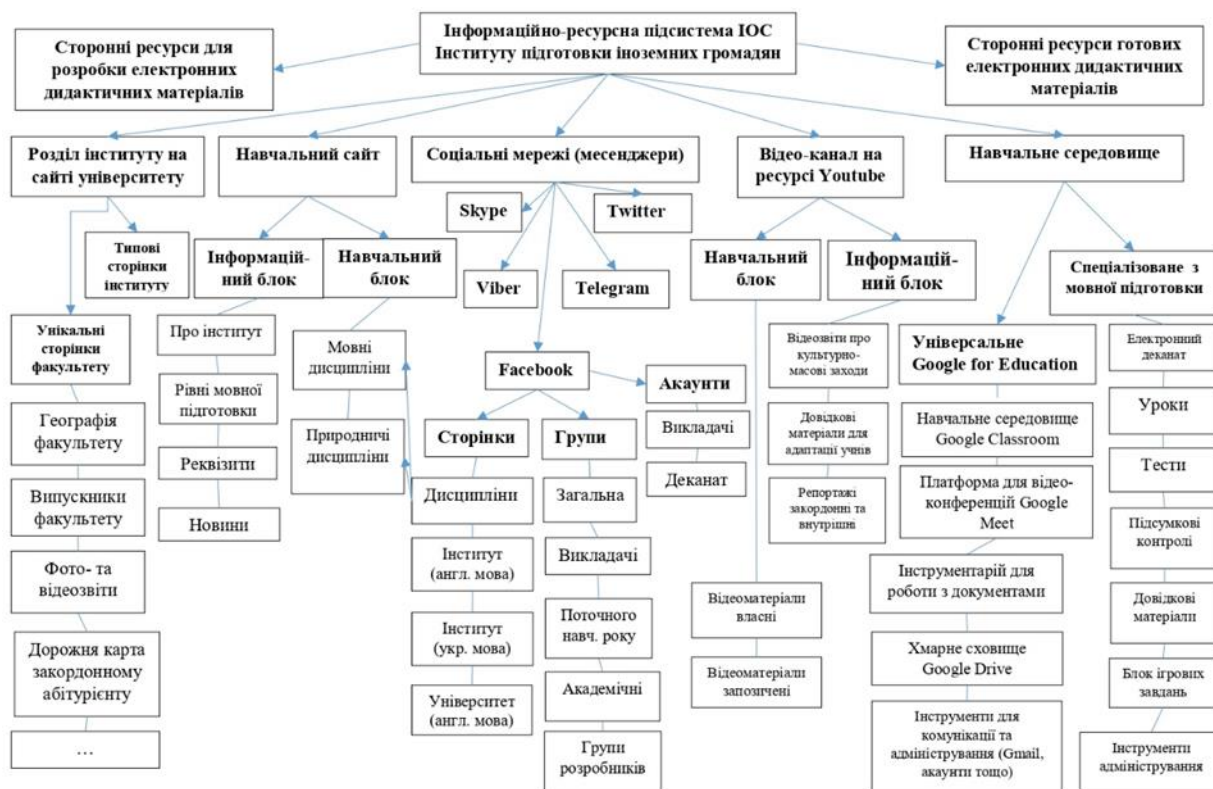 Інформаційно-ресурсна підсистема ІОС
Інституту підготовки іноземних громадян
Сторонні ресурси для
розробки електронних
дидактичних матеріалів
Сторонні ресурси готових
електронних дидактичних
матеріалів
Розділ інституту на
сайті університету
Навчальний сайт
Соціальні мережі (месенджери)
Відео-канал на
ресурсі Youtube
Навчальне середовище
Skype
Twitter
Viber
Telegram
Типові
сторінки
інституту
Інформацій-
ний блок
Навчальний
блок
Навчальний
блок
Інформацій-
ний блок
Спеціалізоване з
мовної підготовки
Унікальні
сторінки
факультету
Географія
факультету
Випускники
факультету
Фото- та
відеозвіти
Дорожня карта
закордонному
абітурієнту
…
Про інститут
Рівні мовної
підготовки
Реквізити
Новини
Мовні
дисципліни
Природничі
дисципліни
Facebook
Акаунти
Викладачі
Деканат
Сторінки
Дисципліни
Інститут
(англ. мова)
Інститут
(укр. мова)
Університет
(англ. мова)
Групи
Загальна
Викладачі
Поточного
навч. року
Академічні
Групи
розробників
Відеоматеріали
власні
Відеоматеріали
запозичені
Відеозвіти про
культурно-
масові заходи
Довідкові
матеріали для
адаптації учнів
Репортажі
закордонні та
внутрішні
Універсальне
Google for Education
Навчальне середовище
Google Classroom
Платформа для відео-
конференцій Google
Meet
Інструментарій для
роботи з документами
Хмарне сховище
Google Drive
Інструменти для
комунікації та
адміністрування (Gmail,
акаунти тощо)
Електронний
деканат
Уроки
Тести
Підсумкові
контролі
Довідкові
матеріали
Блок ігрових
завдань
Інструменти
адміністрування